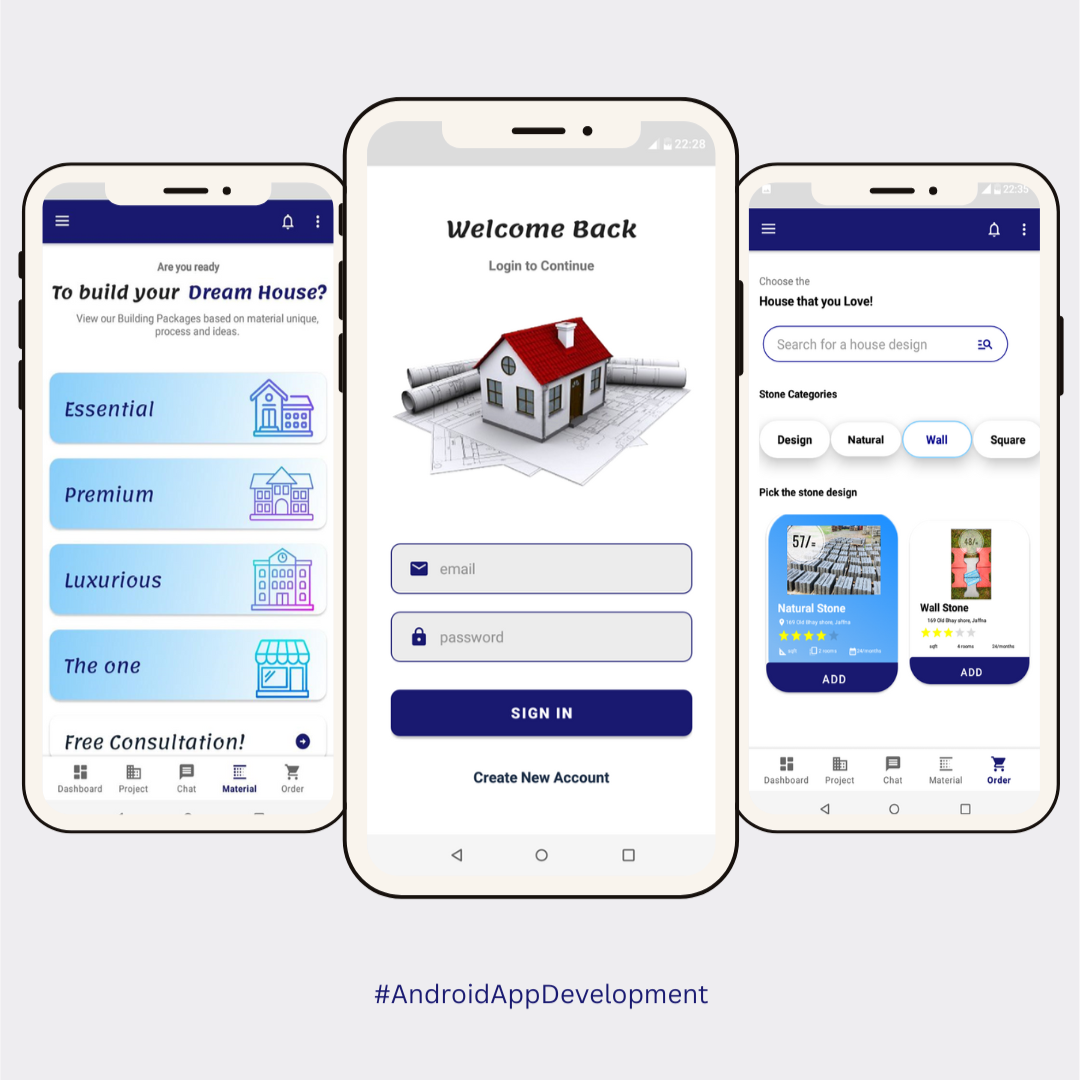 Are you ready
To build your Dream House?
View our Building Packages based on material unique,
process and ideas.
Essential
Premium
Luxurious
The one
Free Consultation!
Dashboard Project Chat Material Order
22:28
Welcome Back
Login to Continue
email
password
SIGN IN
Create New Account
22:35
Choose the
House that you Love!
Search for a house design
Stone Categories
Design Natural Wall Square
Pick the stone design
57/=
Natural Stone
169 Old Bhay shore, Jaffna
sqft 2 rooms 24/months
ADD
48/=
Wall Stone
169 Old Bhay shore, Jaffna
sqft 4 rooms 24/months
ADD
Dashboard Project Chat Material Order
#AndroidAppDevelopment